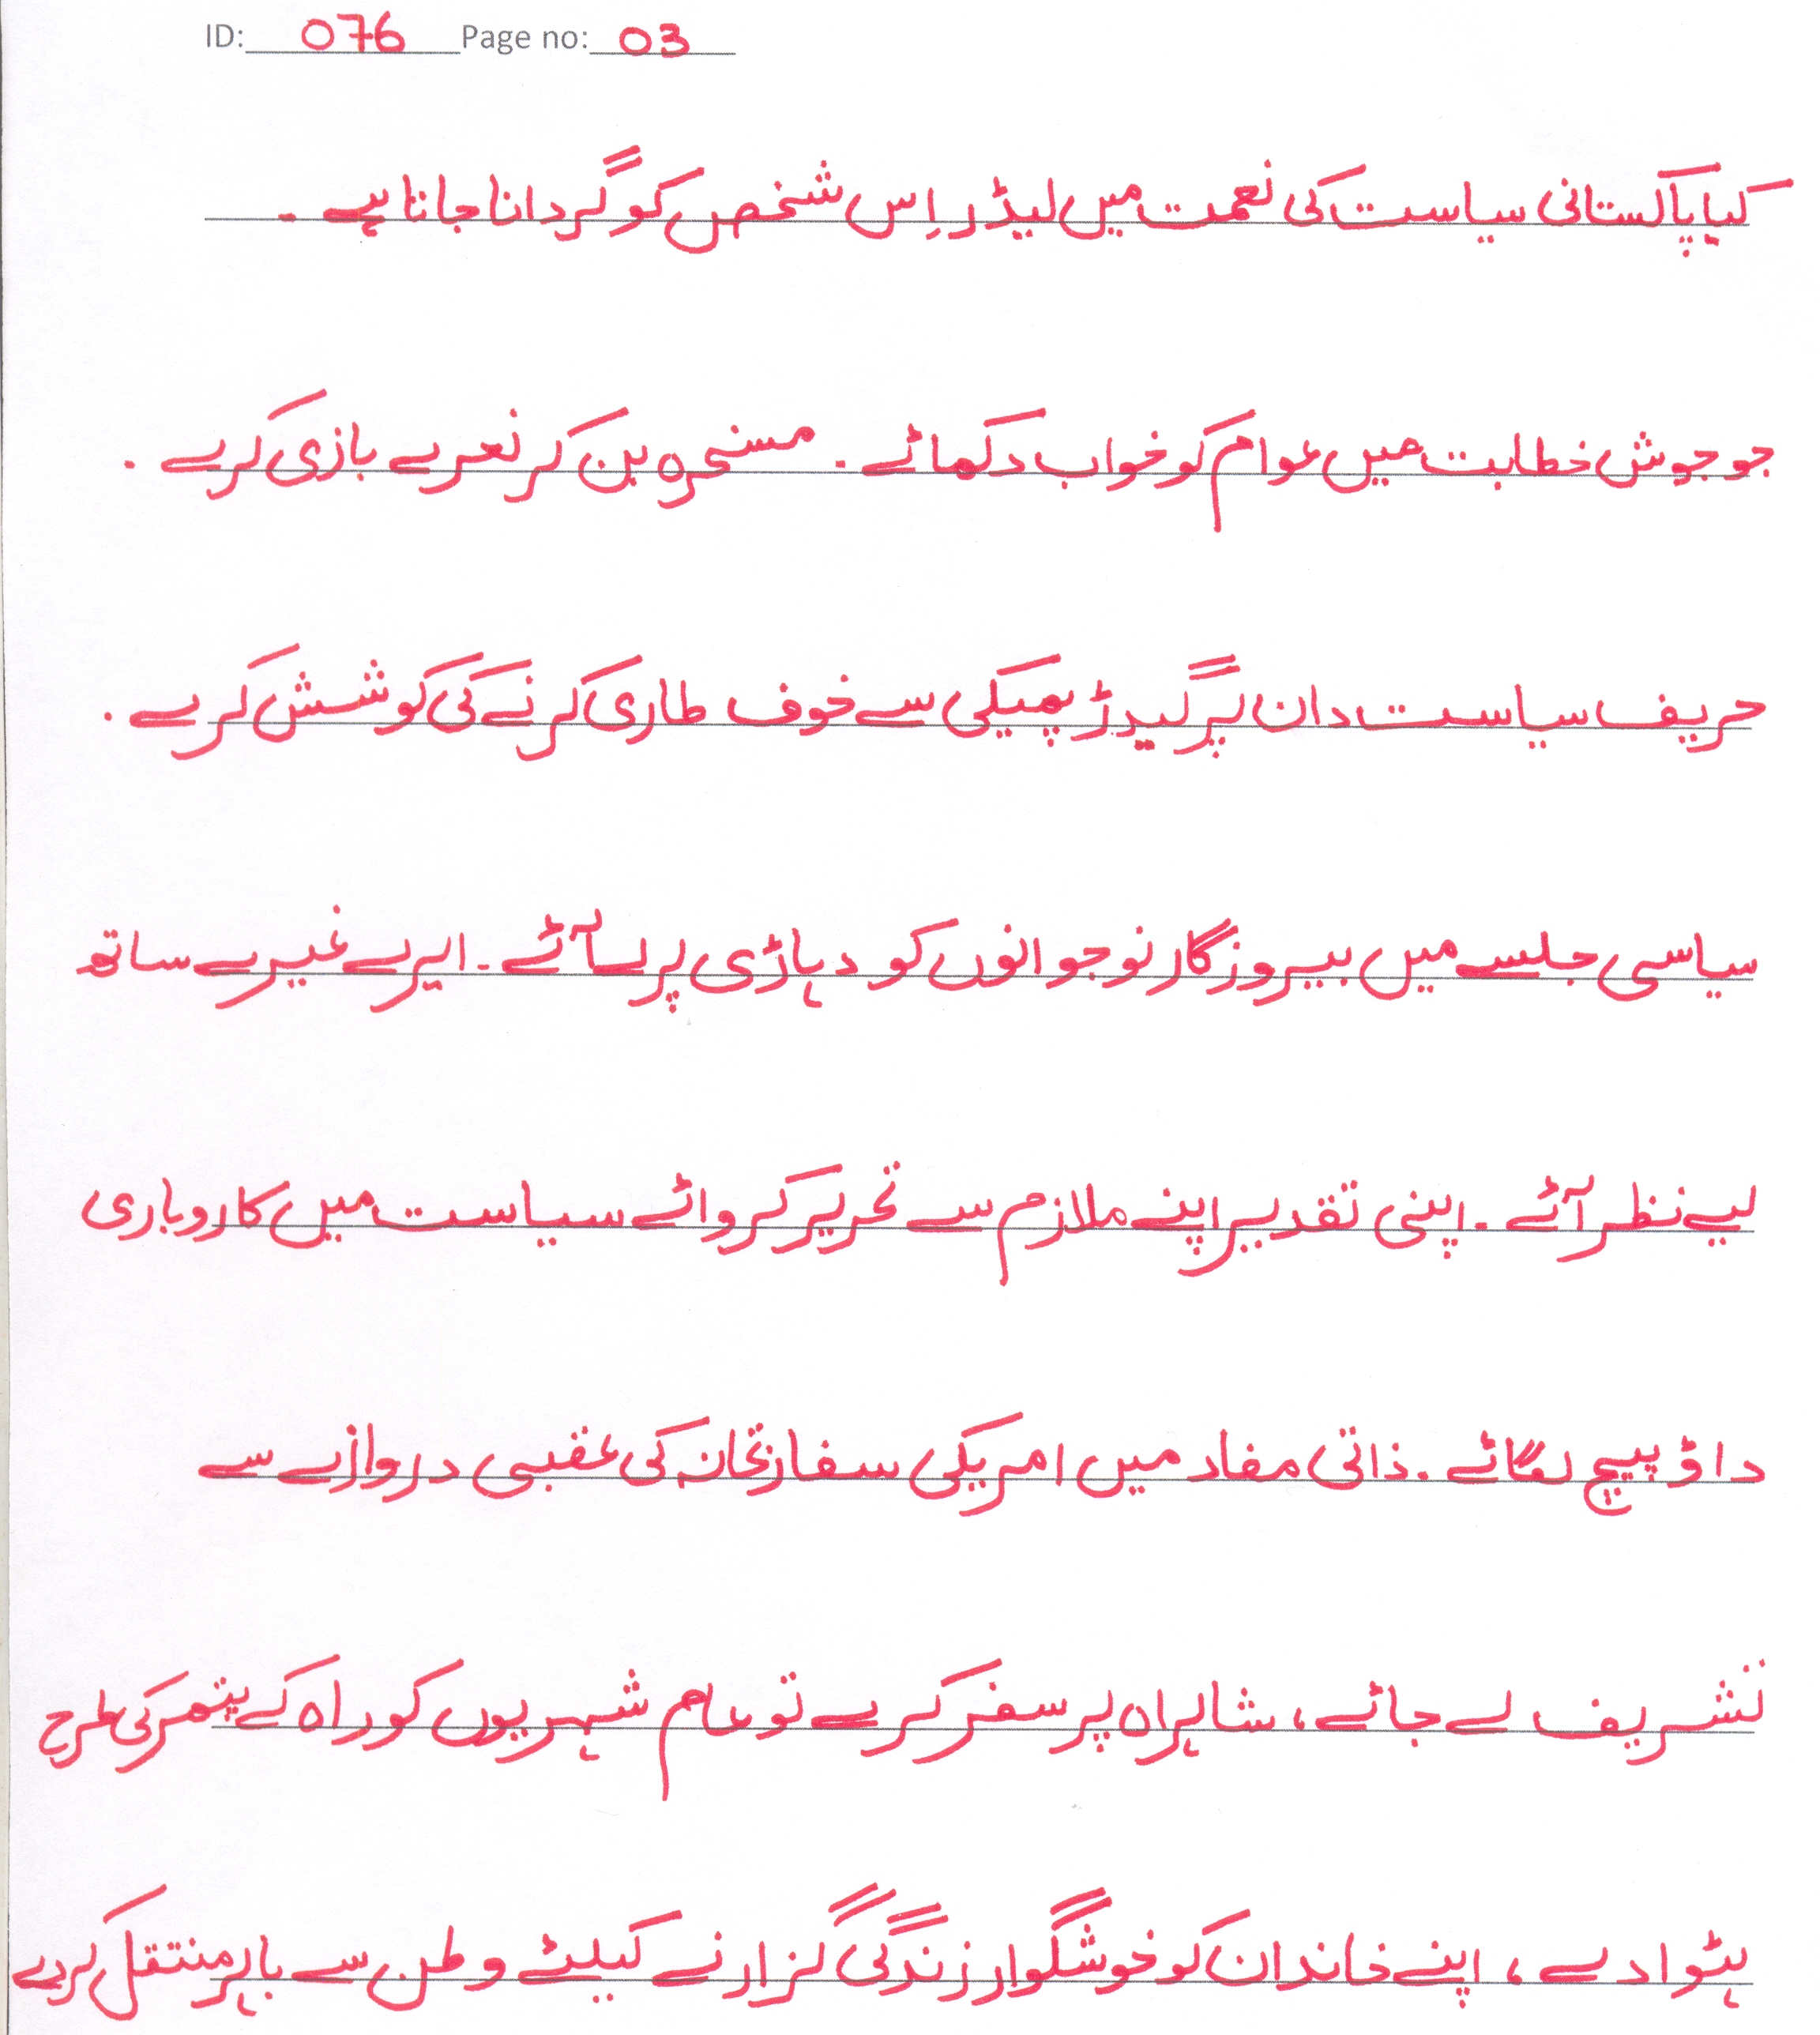 ID: 076 Page no: 03
کیا پاکستانی سیاست کی نعمت میں لیڈر اِس شخص کو گردانا جانا ہے ۔
جو جوش خطابت میں عوام کو خواب دکھائے ۔ مسخرہ بن کر نعرے بازی کرے ۔
حریف سیاست دان پر گیدڑ بھپکی سے خوف طاری کرنے کی کوشش کرے ۔
سیاسی جلسے میں بیروزگار نوجوانوں کو دہاڑی پر لے آئے ۔ ایرے غیرے ساتھ
لیے نظر آئے ۔ اپنی تقدیر اپنے ملازم سے تحریر کروائے سیاست میں کاروباری
داؤ پیچ لگائے ۔ ذاتی مفاد میں امریکی سفارتخانہ کی عقبی دروازے سے
تشریف لے جائے ، شاہراہ پر سفر کرے تو عام شہریوں کو راہ کے پتھر کی طرح
ہٹوا دے ، اپنے خاندان کو خوشگوار زندگی گزارنے کیلئے وطن سے باہر منتقل کردے